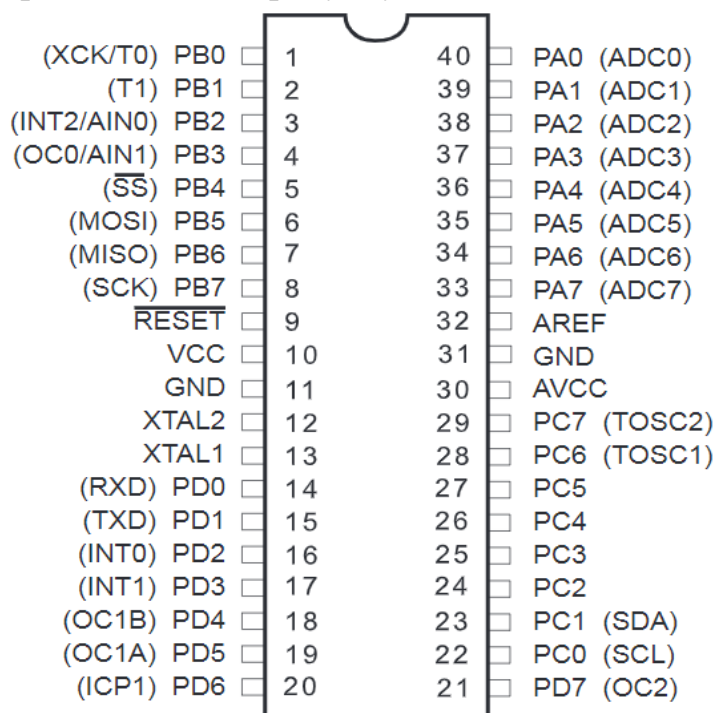 (XCK/T0) PB0 1 40 PA0 (ADC0)
(T1) PB1 2 39 PA1 (ADC1)
(INT2/AIN0) PB2 3 38 PA2 (ADC2)
(OC0/AIN1) PB3 4 37 PA3 (ADC3)
(S̅S̅) PB4 5 36 PA4 (ADC4)
(MOSI) PB5 6 35 PA5 (ADC5)
(MISO) PB6 7 34 PA6 (ADC6)
(SCK) PB7 8 33 PA7 (ADC7)
R̅E̅S̅E̅T̅ 9 32 AREF
VCC 10 31 GND
GND 11 30 AVCC
XTAL2 12 29 PC7 (TOSC2)
XTAL1 13 28 PC6 (TOSC1)
(RXD) PD0 14 27 PC5
(TXD) PD1 15 26 PC4
(INT0) PD2 16 25 PC3
(INT1) PD3 17 24 PC2
(OC1B) PD4 18 23 PC1 (SDA)
(OC1A) PD5 19 22 PC0 (SCL)
(ICP1) PD6 20 21 PD7 (OC2)